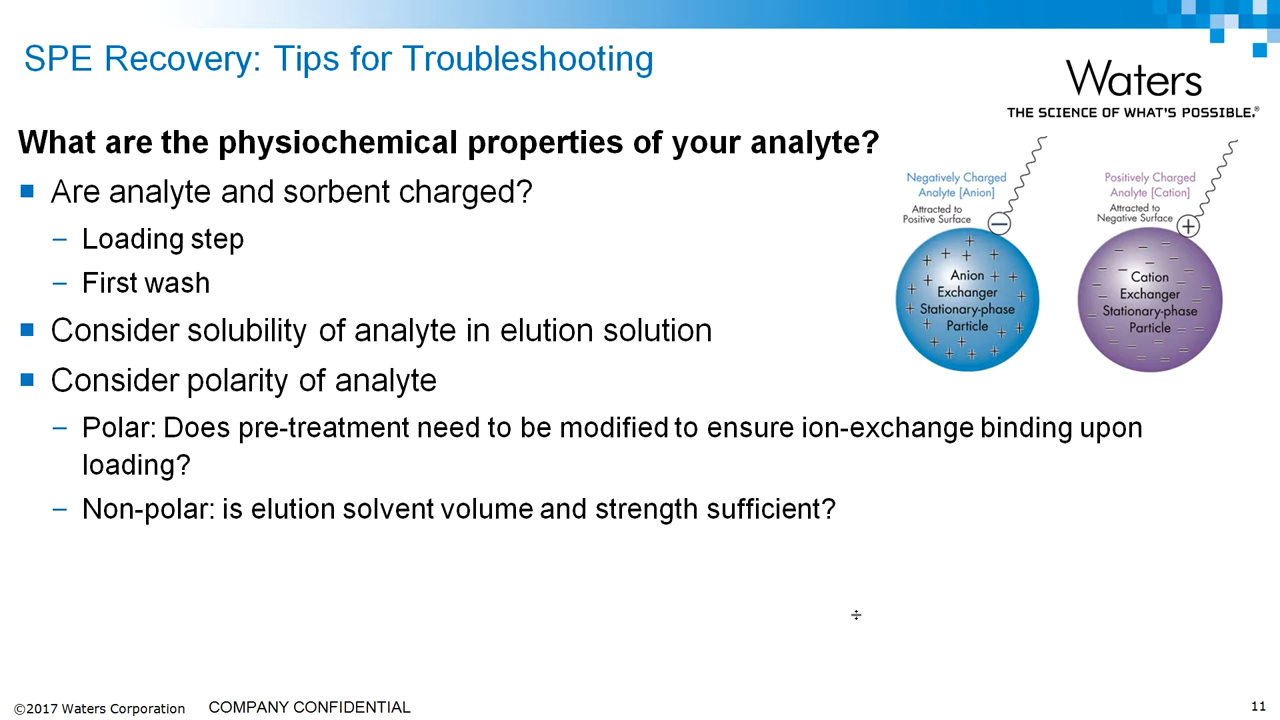 SPE Recovery: Tips for Troubleshooting
Waters
THE SCIENCE OF WHAT'S POSSIBLE.®
What are the physiochemical properties of your analyte?
Are analyte and sorbent charged?
– Loading step
– First wash
Consider solubility of analyte in elution solution
Consider polarity of analyte
– Polar: Does pre-treatment need to be modified to ensure ion-exchange binding upon
loading?
– Non-polar: is elution solvent volume and strength sufficient?
Negatively Charged
Analyte [Anion]
Attracted to
Positive Surface
Anion
Exchanger
Stationary-phase
Particle
Positively Charged
Analyte [Cation]
Attracted to
Negative Surface
Cation
Exchanger
Stationary-phase
Particle
©2017 Waters Corporation COMPANY CONFIDENTIAL
11